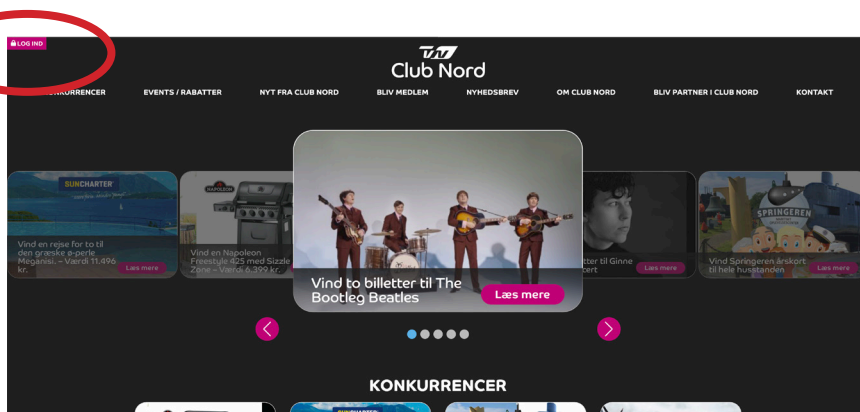 LOG IND
TV2
Club Nord
KONKURRENCER
EVENTS / RABATTER
NYT FRA CLUB NORD
BLIV MEDLEM
NYHEDSBREV
OM CLUB NORD
BLIV PARTNER I CLUB NORD
KONTAKT
SUNCHARTER
Vind en rejse for to til
den græske ø-perle
Meganisi. – Værdi 11.496
kr.
Læs mere
NAPOLEON
Vind en Napoleon
Freestyle 425 med Sizzle
Zone – Værdi 6.399 kr.
Vind to billetter til The
Bootleg Beatles
Læs mere
til Ginne
Læs mere
SPRINGEREN
Vind Springeren årskort
til hele husstanden
Læs mere
KONKURRENCER
SUNCHARTER